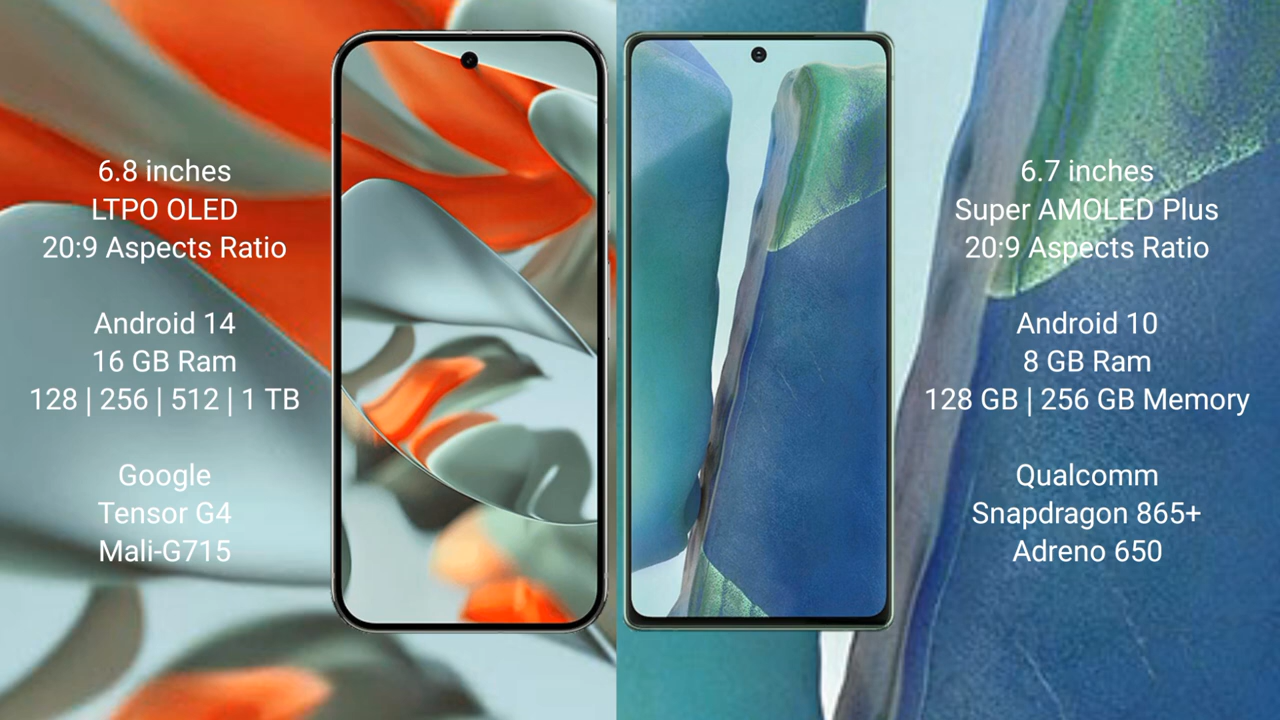 6.8 inches
LTPO OLED
20:9 Aspects Ratio
Android 14
16 GB Ram
128 | 256 | 512 | 1 TB
Google
Tensor G4
Mali-G715
6.7 inches
Super AMOLED Plus
20:9 Aspects Ratio
Android 10
8 GB Ram
128 GB | 256 GB Memory
Qualcomm
Snapdragon 865+
Adreno 650